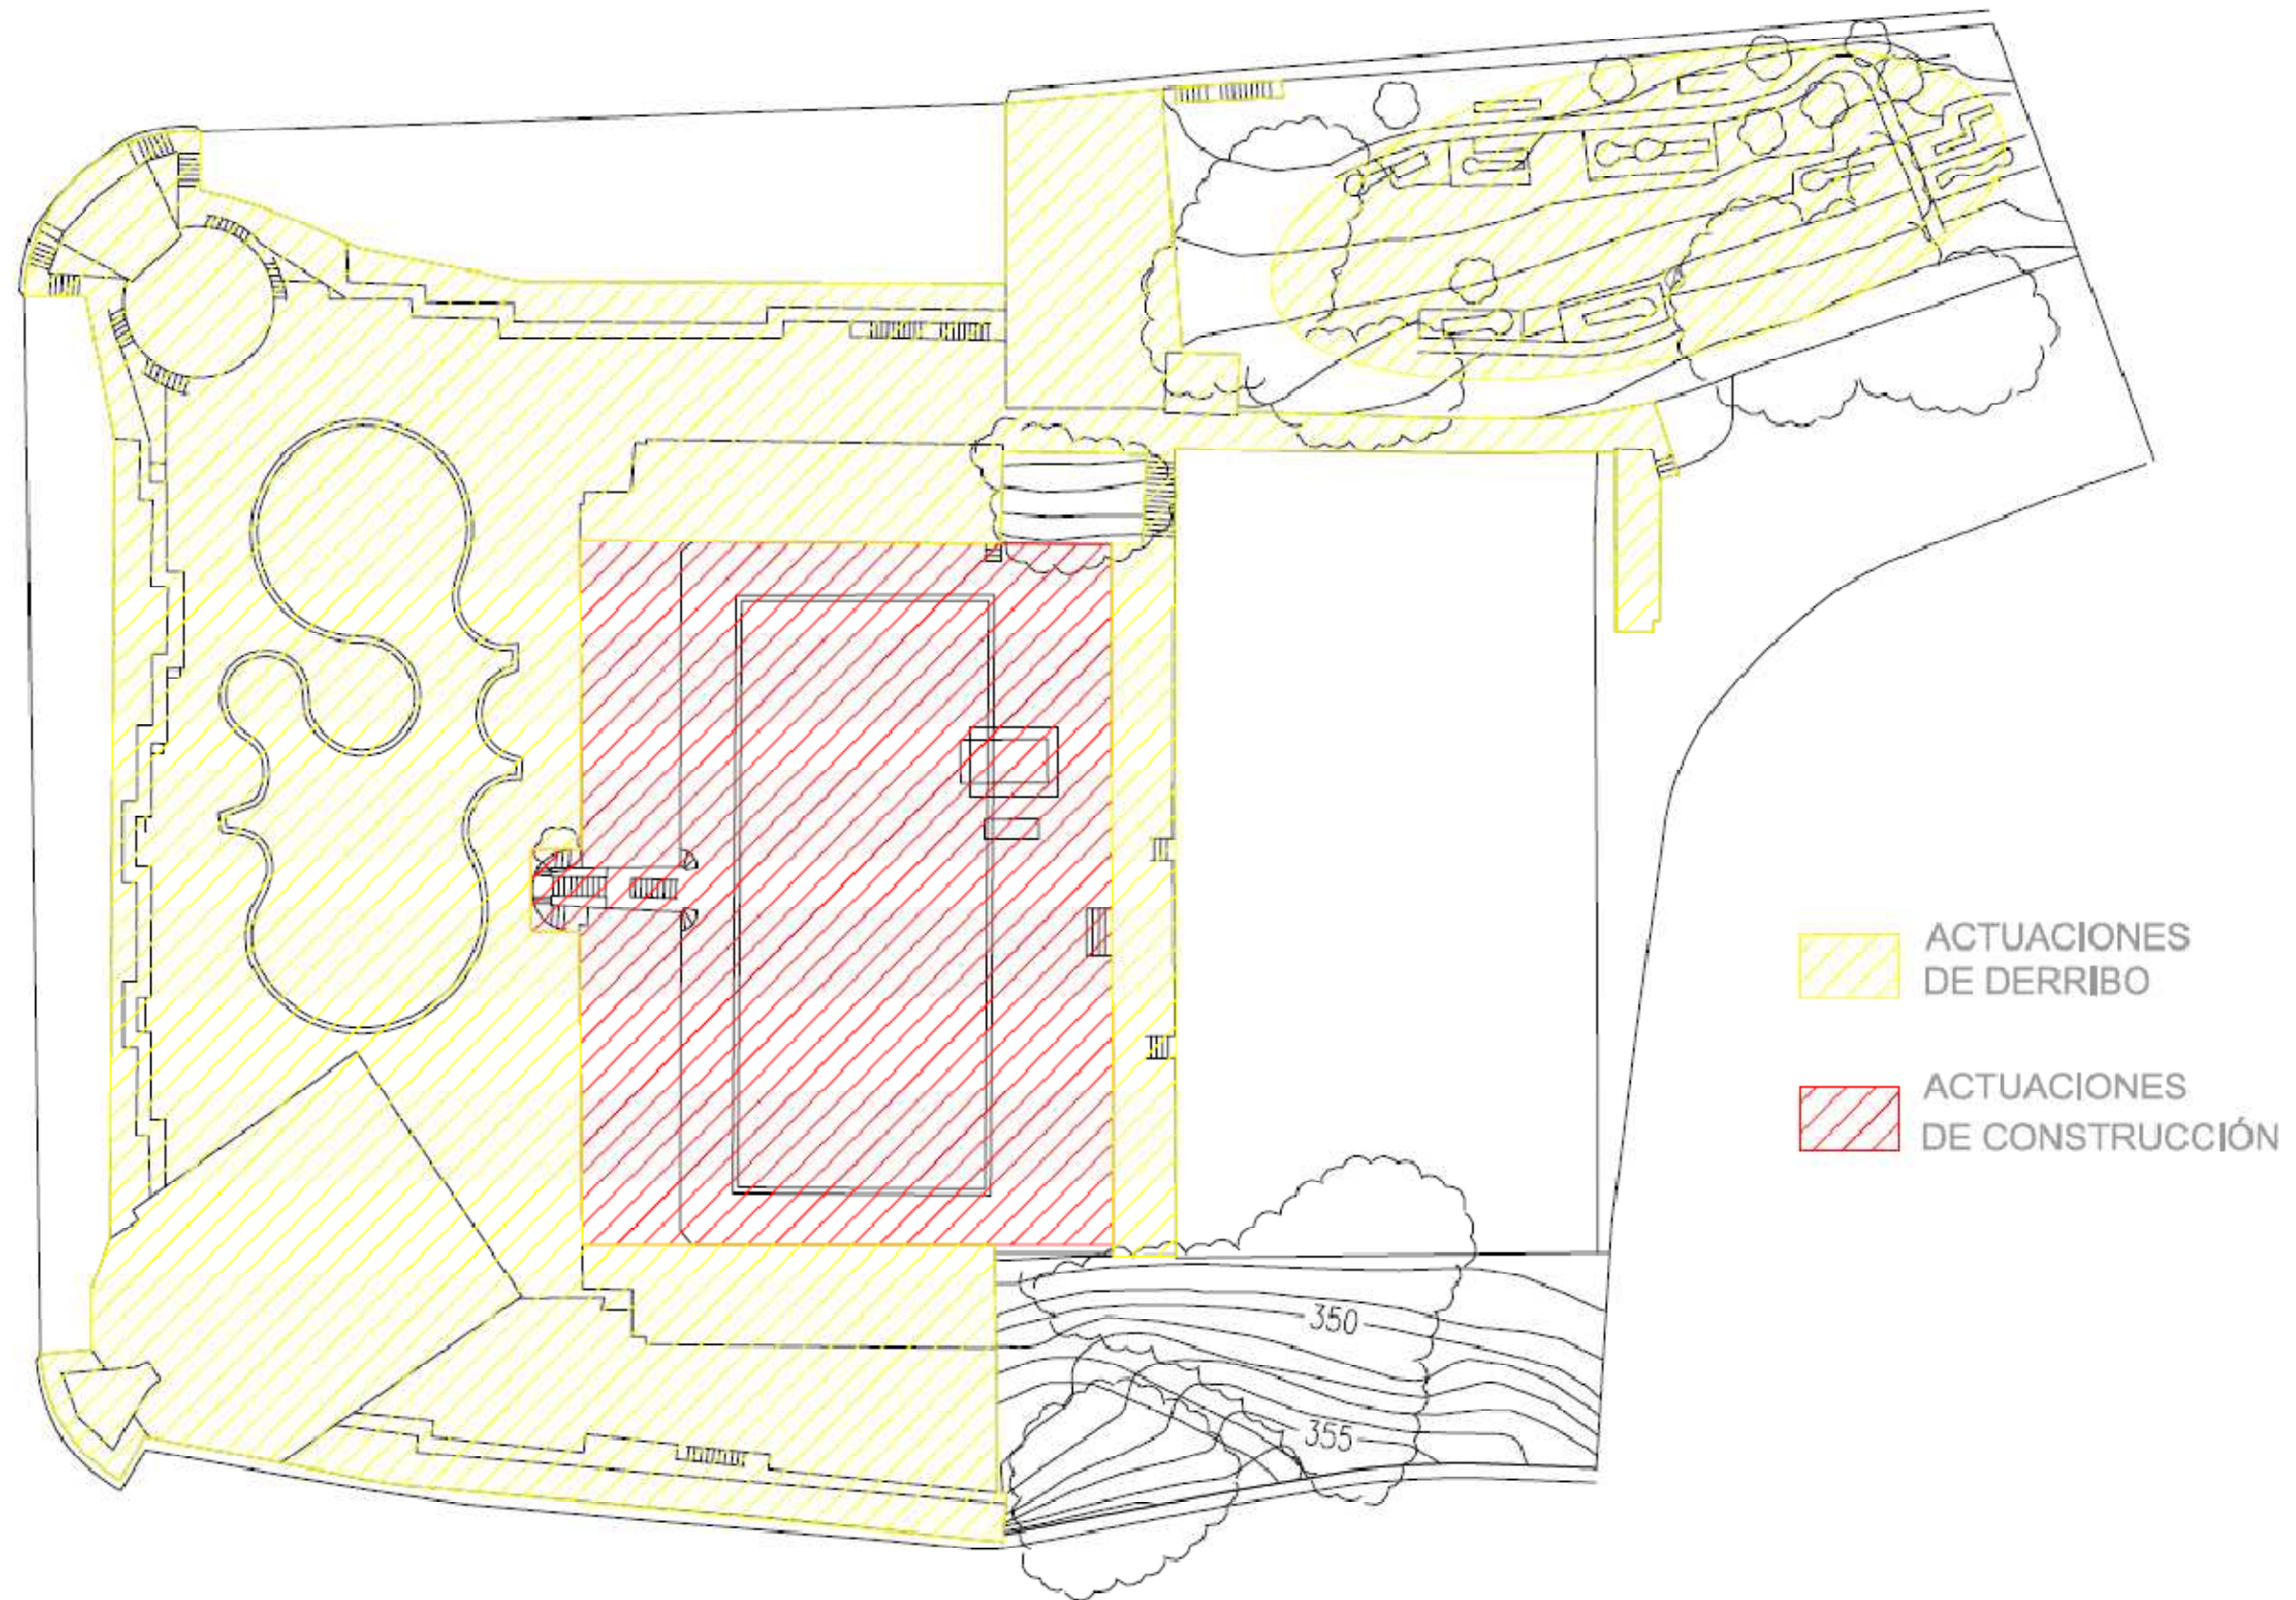 ACTUACIONES
DE DERRIBO
ACTUACIONES
DE CONSTRUCCIÓN
350
355